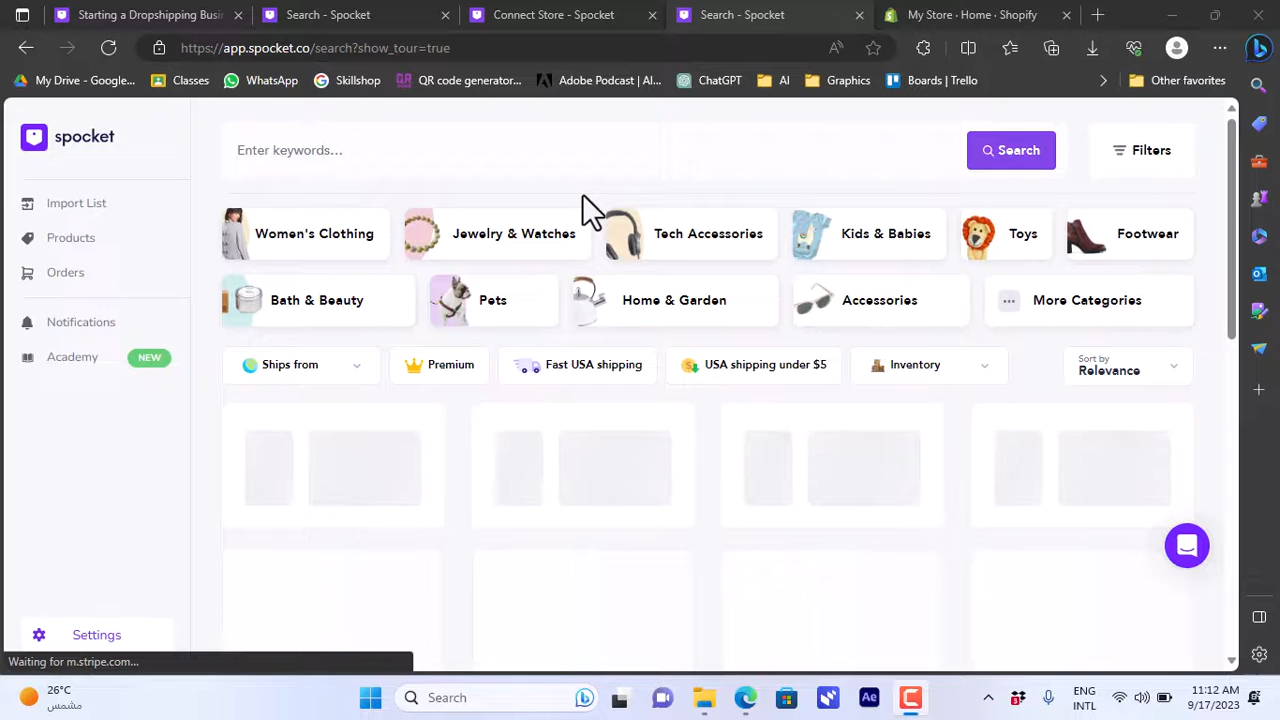 Starting a Dropshipping Busi
Search - Spocket
Connect Store - Spocket
Search - Spocket
My Store · Home · Shopify
https://app.spocket.co/search?show_tour=true
My Drive - Google...
Classes
WhatsApp
Skillshop
QR code generator...
Adobe Podcast | AI...
ChatGPT
AI
Graphics
Boards | Trello
Other favorites
spocket
Enter keywords...
Search
Filters
Import List
Products
Orders
Notifications
Academy
NEW
Settings
Women's Clothing
Jewelry & Watches
Tech Accessories
Kids & Babies
Toys
Footwear
Bath & Beauty
Pets
Home & Garden
Accessories
More Categories
Ships from
Premium
Fast USA shipping
USA shipping under $5
Inventory
Sort by
Relevance
Waiting for m.stripe.com...
26°C
مشمس
Search
Ae
ENG
INTL
11:12 AM
9/17/2023